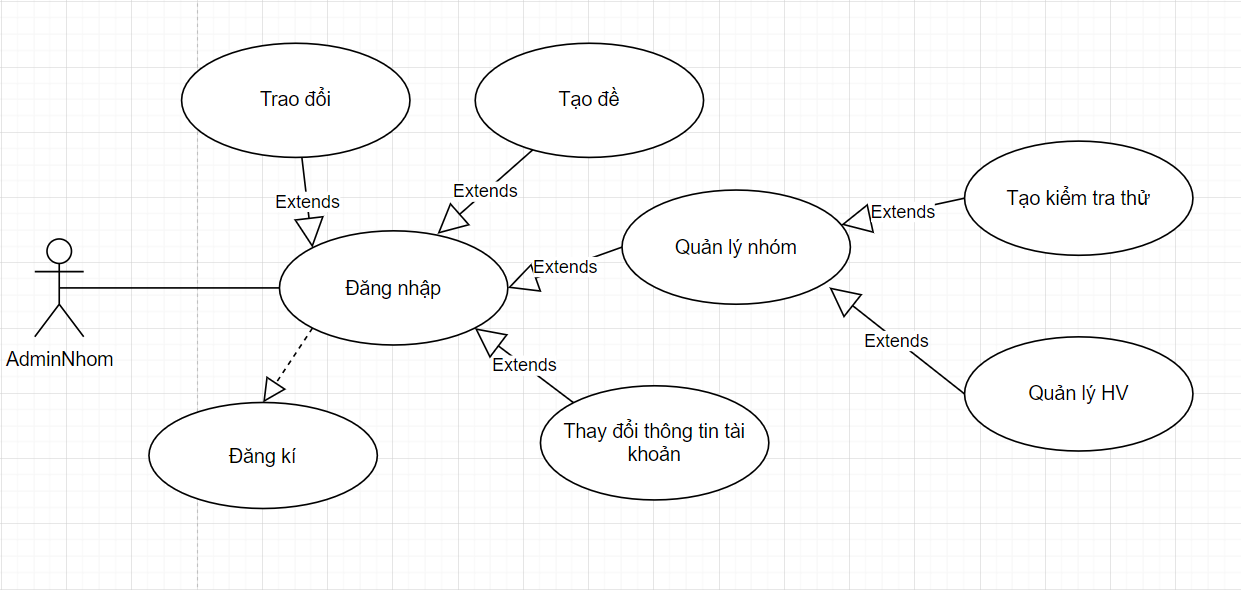 Trao đổi
Tạo đề
Extends
Extends
Tạo kiểm tra thử
Extends
Quản lý nhóm
Extends
Đăng nhập
AdminNhom
Extends
Extends
Quản lý HV
Thay đổi thông tin tài
khoản
Đăng kí